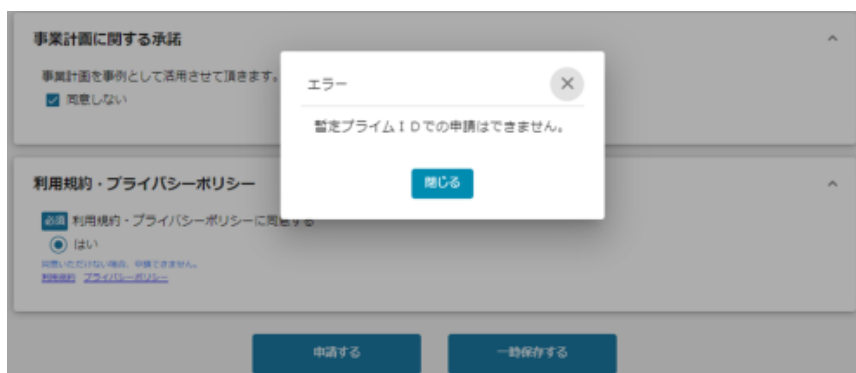 事業計画に関する承諾
事業計画を事例として活用させて頂きます。
同意しない
エラー
暫定プライムIDでの申請はできません。
閉じる
利用規約・プライバシーポリシー
必須 利用規約・プライバシーポリシーに同意する
はい
同意いただけない場合、申請できません。
利用規約 プライバシーポリシー
申請する 一時保存する